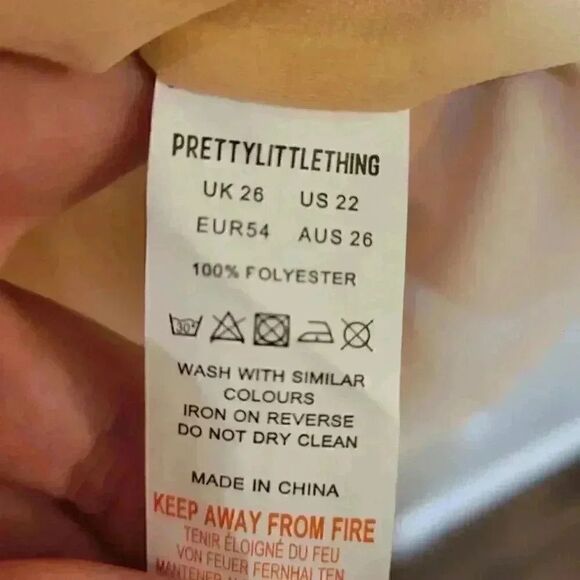 PRETTYLITTLETHING
UK 26 US 22
EUR54 AUS 26
100% POLYESTER
30°
WASH WITH SIMILAR
COLOURS
IRON ON REVERSE
DO NOT DRY CLEAN
MADE IN CHINA
KEEP AWAY FROM FIRE
TENIR ÉLOIGNÉ DU FEU
VON FEUER FERNHALTEN
MANTENER